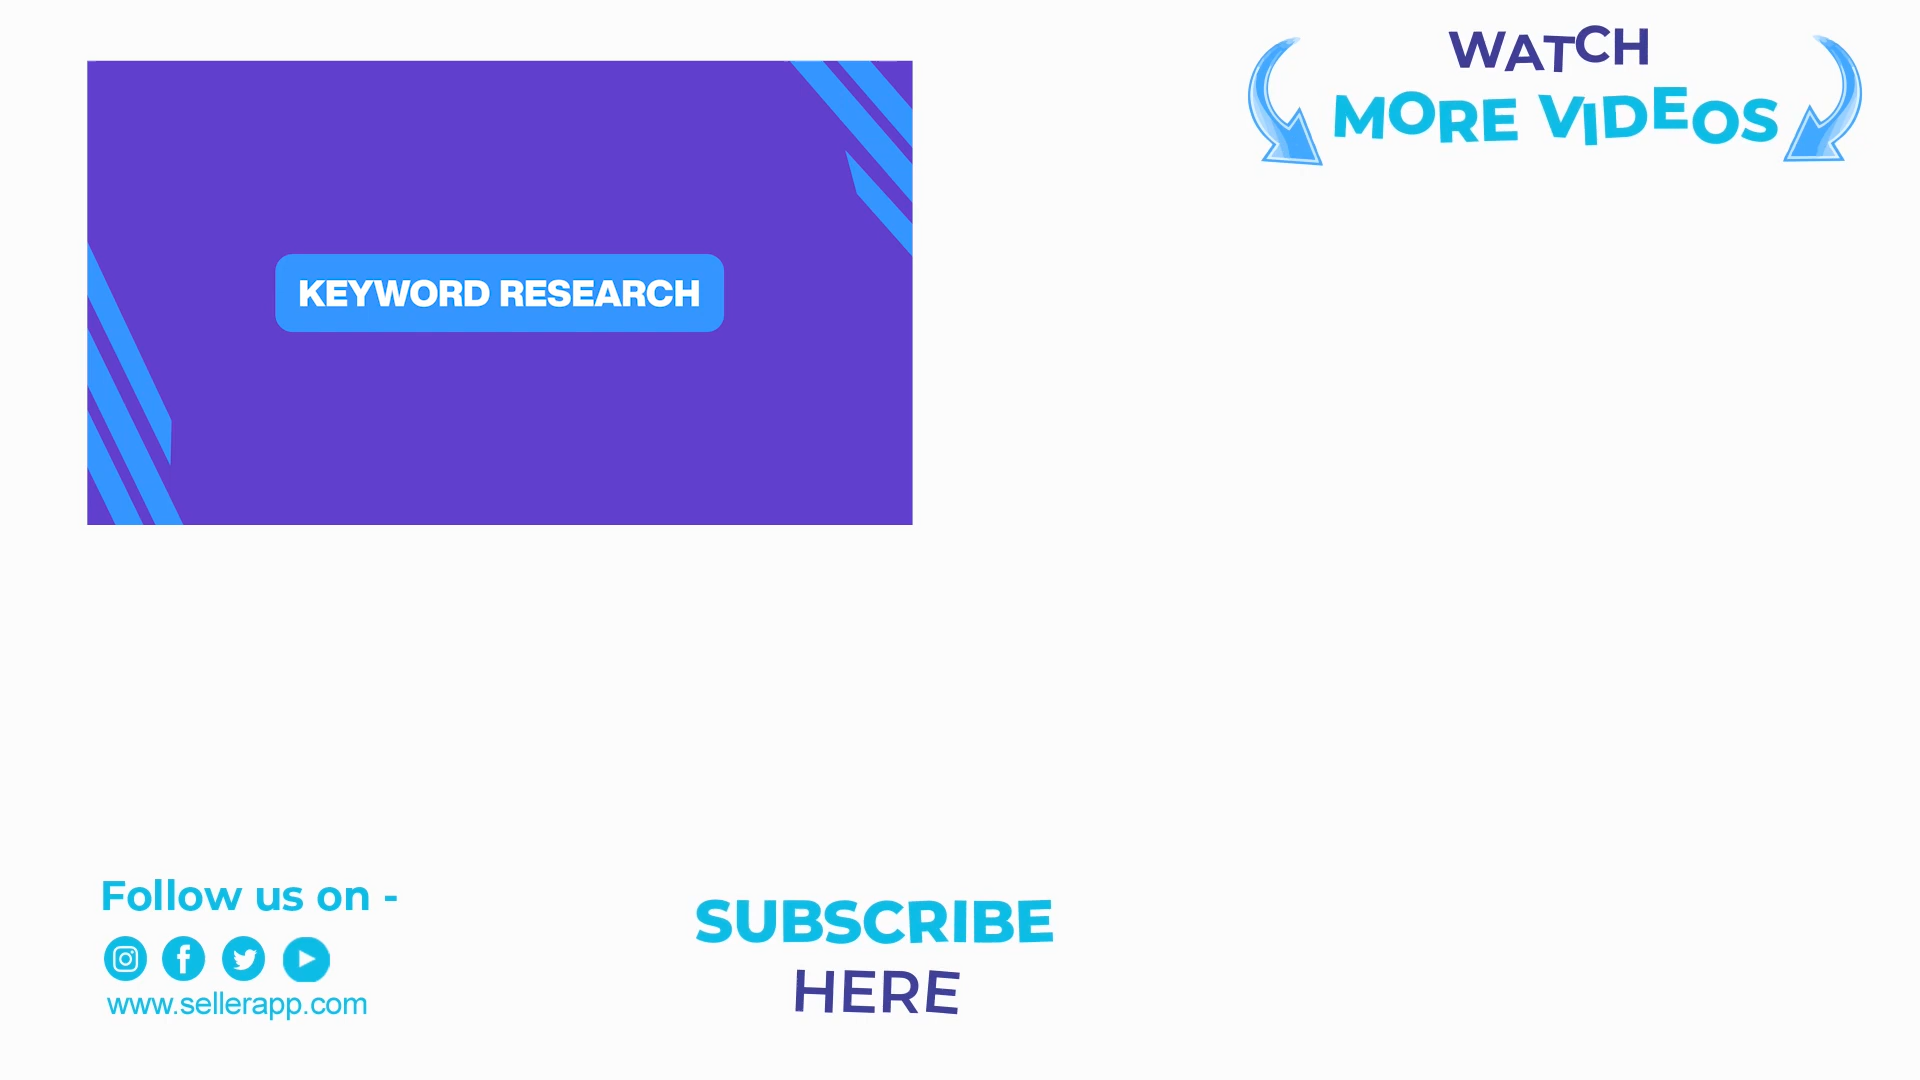 WATCH
MORE VIDEOS
KEYWORD RESEARCH
Follow us on -
www.sellerapp.com
SUBSCRIBE
HERE